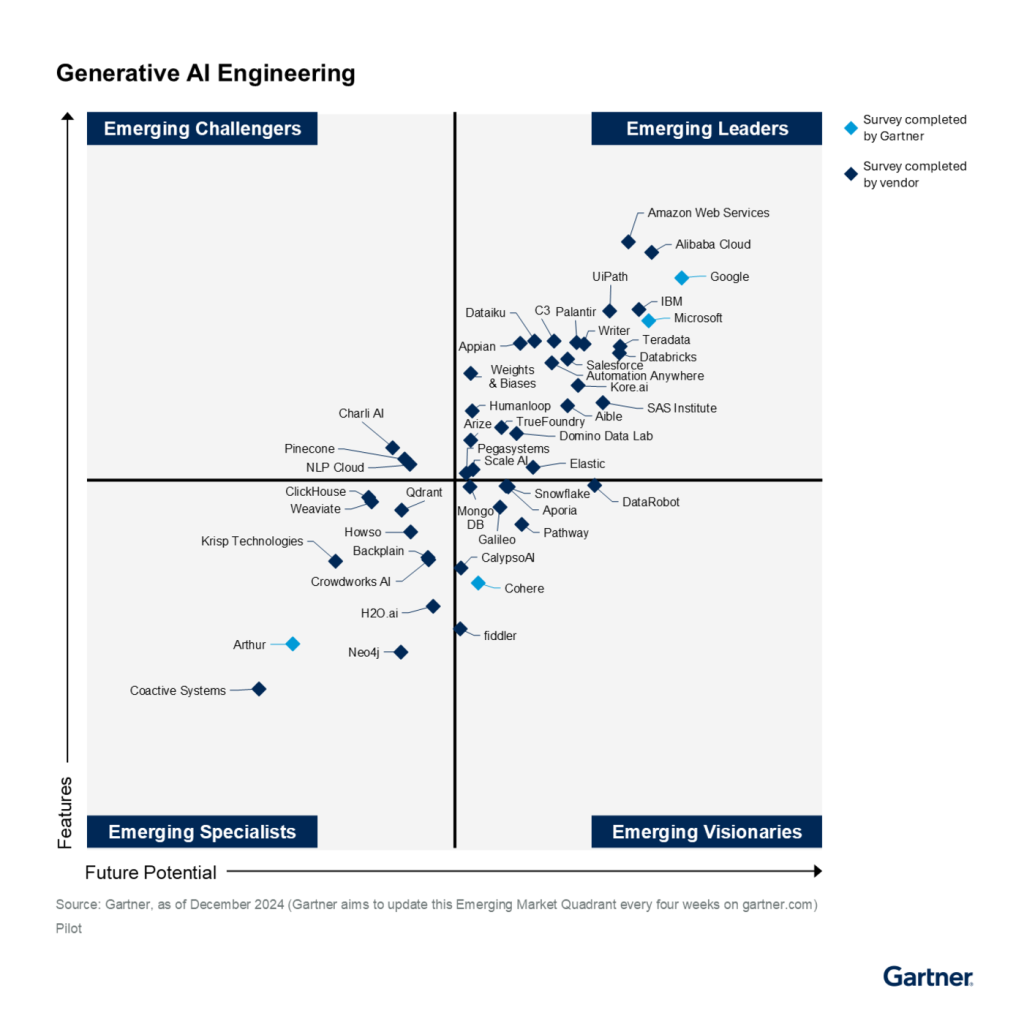 Generative AI Engineering
Emerging Challengers
Emerging Leaders
Survey completed
by Gartner
Survey completed
by vendor
Amazon Web Services
Alibaba Cloud
UiPath
Google
IBM
Dataiku
C3
Palantir
Microsoft
Writer
Teradata
Appian
Databricks
Salesforce
Weights
& Biases
Automation Anywhere
Kore.ai
Humanloop
SAS Institute
Charli AI
Aible
Arize
TrueFoundry
Domino Data Lab
Pinecone
Pegasystems
NLP Cloud
Scale AI
Elastic
ClickHouse
Qdrant
Snowflake
Weaviate
Mongo
DB
Aporia
DataRobot
Howso
Galileo
Pathway
Krisp Technologies
Backplain
CalypsoAI
Crowdworks AI
Cohere
H2O.ai
fiddler
Arthur
Neo4j
Coactive Systems
Features
Emerging Specialists
Emerging Visionaries
Future Potential
Source: Gartner, as of December 2024 (Gartner aims to update this Emerging Market Quadrant every four weeks on gartner.com)
Pilot
Gartner